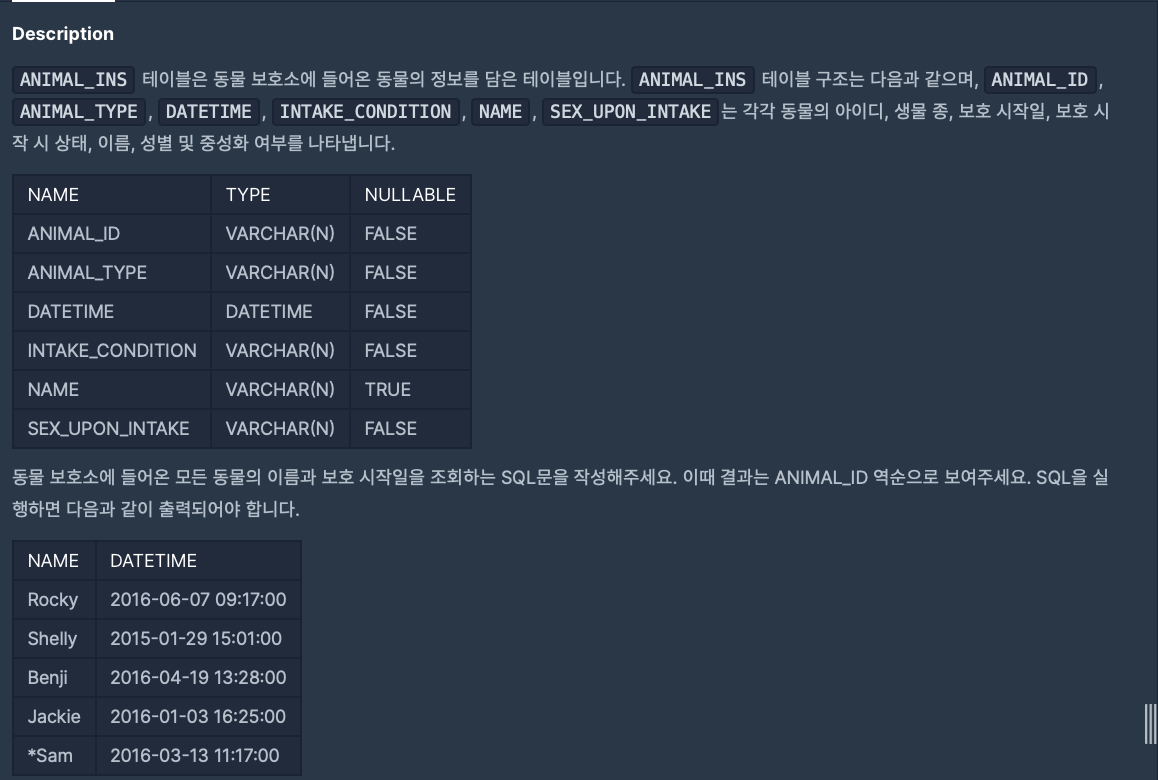 Description
ANIMAL_INS 테이블은 동물 보호소에 들어온 동물의 정보를 담은 테이블입니다. ANIMAL_INS 테이블 구조는 다음과 같으며, ANIMAL_ID ,
ANIMAL_TYPE , DATETIME , INTAKE_CONDITION , NAME , SEX_UPON_INTAKE 는 각각 동물의 아이디, 생물 종, 보호 시작일, 보호 시
작 시 상태, 이름, 성별 및 중성화 여부를 나타냅니다.
NAME TYPE NULLABLE
ANIMAL_ID VARCHAR(N) FALSE
ANIMAL_TYPE VARCHAR(N) FALSE
DATETIME DATETIME FALSE
INTAKE_CONDITION VARCHAR(N) FALSE
NAME VARCHAR(N) TRUE
SEX_UPON_INTAKE VARCHAR(N) FALSE
동물 보호소에 들어온 모든 동물의 이름과 보호 시작일을 조회하는 SQL문을 작성해주세요. 이때 결과는 ANIMAL_ID 역순으로 보여주세요. SQL을 실
행하면 다음과 같이 출력되어야 합니다.
NAME DATETIME
Rocky 2016-06-07 09:17:00
Shelly 2015-01-29 15:01:00
Benji 2016-04-19 13:28:00
Jackie 2016-01-03 16:25:00
*Sam 2016-03-13 11:17:00